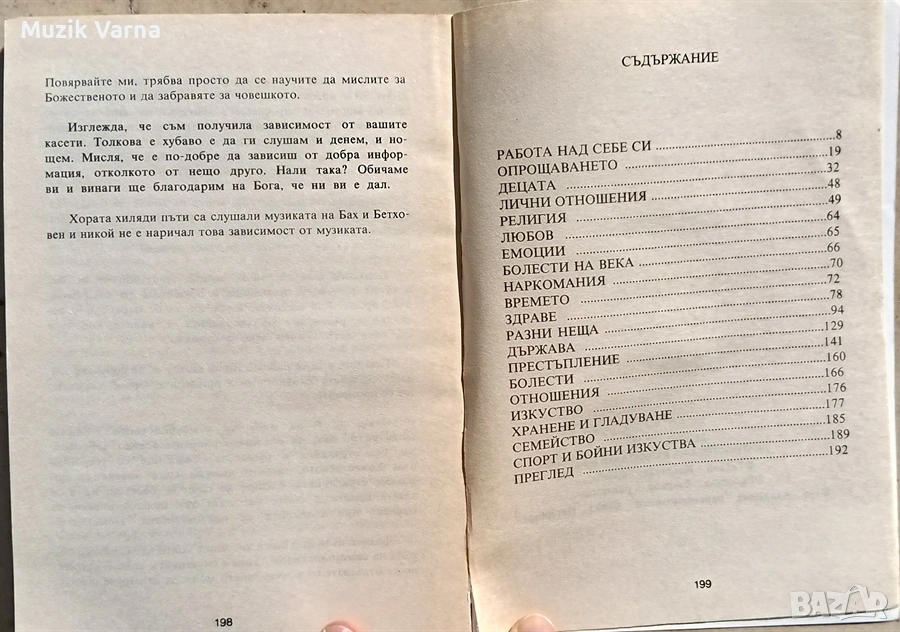 Muzik Varna
Повярвайте ми, трябва просто да се научите да мислите за
Божественото и да забравяте за човешкото.
Изглежда, че съм получила зависимост от вашите
касети. Толкова е хубаво е да ги слушам и денем, и но-
щем. Мисля, че е по-добре да зависиш от добра инфор-
мация, отколкото от нещо друго. Нали така? Обичаме
ви и винаги ще благодарим на Бога, че ни ви е дал.
Хората хиляди пъти са слушали музиката на Бах и Бетхо-
вен и никой не е наричал това зависимост от музиката.
198
СЪДЪРЖАНИЕ
РАБОТА НАД СЕБЕ СИ ........ 8
ОПРОЩАВАНЕТО ........ 19
ДЕЦАТА ........ 32
ЛИЧНИ ОТНОШЕНИЯ ........ 48
РЕЛИГИЯ ........ 49
ЛЮБОВ ........ 64
ЕМОЦИИ ........ 65
БОЛЕСТИ НА ВЕКА ........ 66
НАРКОМАНИЯ ........ 70
ВРЕМЕТО ........ 72
ЗДРАВЕ ........ 78
РАЗНИ НЕЩА ........ 94
ДЪРЖАВА ........ 129
ПРЕСТЪПЛЕНИЕ ........ 141
БОЛЕСТИ ........ 160
ОТНОШЕНИЯ ........ 166
ИЗКУСТВО ........ 176
ХРАНЕНЕ И ГЛАДУВАНЕ ........ 177
СЕМЕЙСТВО ........ 185
СПОРТ И БОЙНИ ИЗКУСТВА ........ 189
ПРЕГЛЕД ........ 192
199
BAZAR